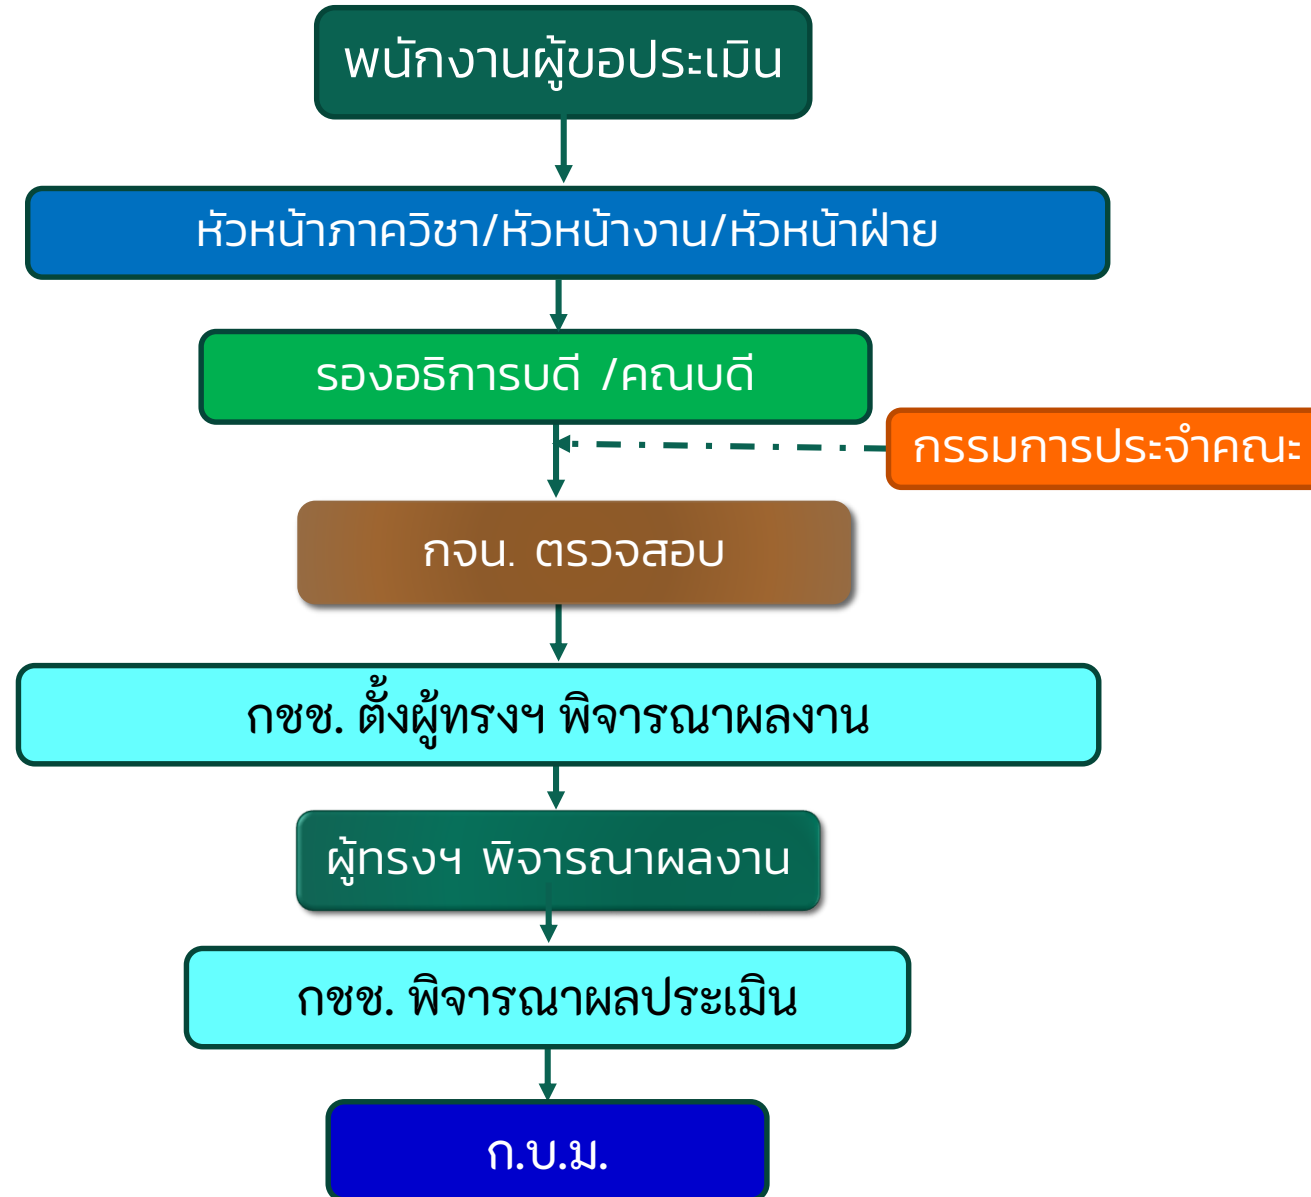 พนักงานผู้ขอประเมิน
หัวหน้าภาควิชา/หัวหน้างาน/หัวหน้าฝ่าย
รองอธิการบดี /คณบดี
กรรมการประจำคณะ
กจน. ตรวจสอบ
กชช. ตั้งผู้ทรงฯ พิจารณาผลงาน
ผู้ทรงฯ พิจารณาผลงาน
กชช. พิจารณาผลประเมิน
ก.บ.ม.